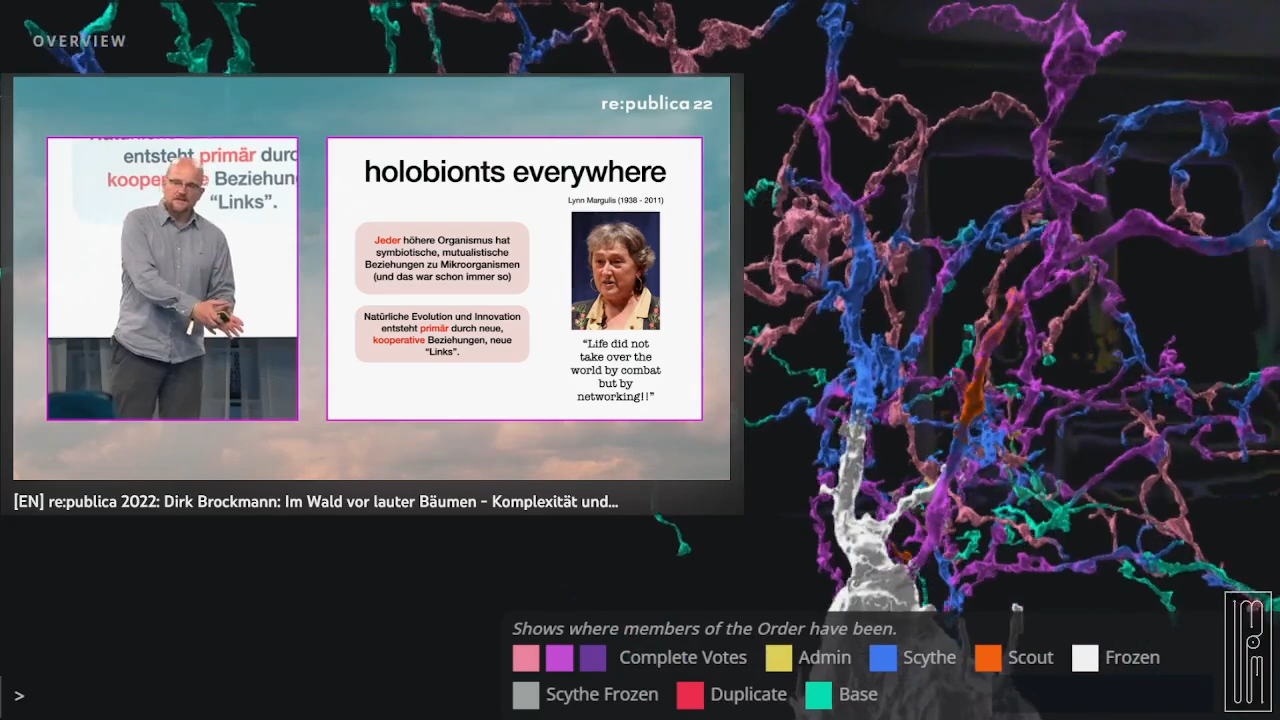 OVERVIEW
re:publica 22
entsteht primär durc
Beziehun
"Links".
holobionts everywhere
Lynn Margulis (1938 - 2011)
Jeder höhere Organismus hat
symbiotische, mutualistische
Beziehungen zu Mikroorganismen
(und das war schon immer so)
Natürliche Evolution und Innovation
entsteht primär durch neue,
kooperative Beziehungen, neue
"Links".
"Life did not
take over the
world by combat
but by
networking!!"
[EN] re:publica 2022: Dirk Brockmann: Im Wald vor lauter Bäumen - Komplexität und...
Shows where members of the Order have been.
Complete Votes Admin Scythe Scout Frozen
Scythe Frozen Duplicate Base
>